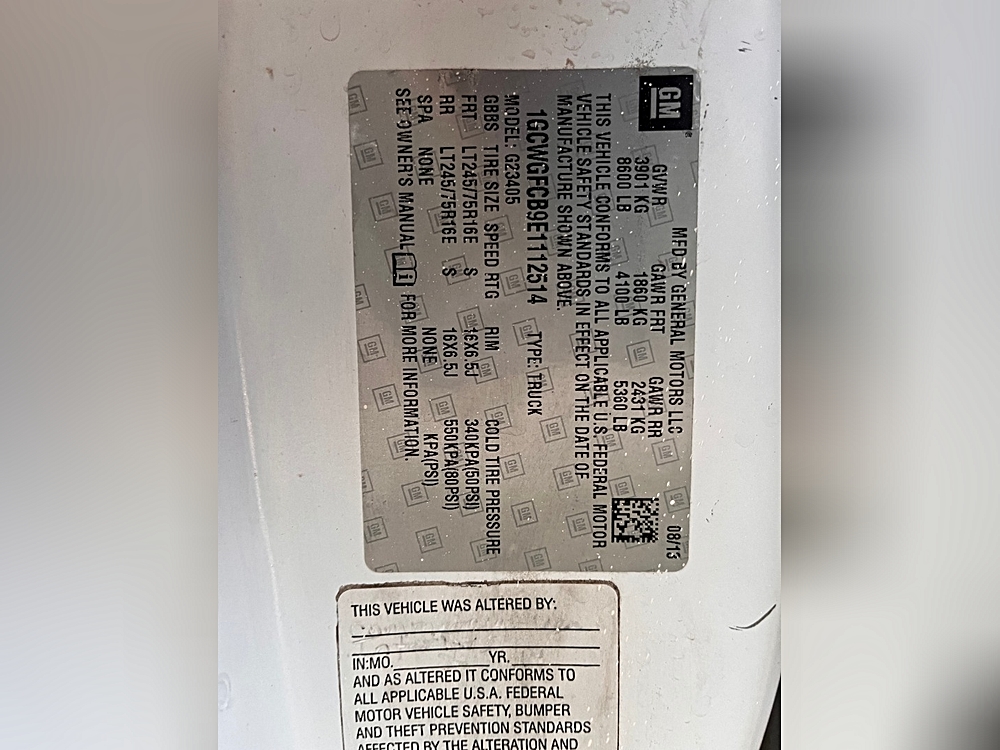 GM
MFD BY GENERAL MOTORS LLC 08/13
GVWR GAWR FRT GAWR RR
3901 KG 1860 KG 2431 KG
8600 LB 4100 LB 5360 LB
THIS VEHICLE CONFORMS TO ALL APPLICABLE U.S. FEDERAL MOTOR
VEHICLE SAFETY STANDARDS IN EFFECT ON THE DATE OF
MANUFACTURE SHOWN ABOVE.
1GCWGFCB9E1112514 TYPE: TRUCK
MODEL: G23405
GBBS TIRE SIZE SPEED RTG RIM COLD TIRE PRESSURE
FRT LT245/75R16E S 16X6.5J 340KPA(50PSI)
RR LT245/75R16E S 16X6.5J 550KPA(80PSI)
SPA NONE NONE KPA(PSI)
SEE OWNER'S MANUAL FOR MORE INFORMATION.
THIS VEHICLE WAS ALTERED BY:
IN:MO. YR.
AND AS ALTERED IT CONFORMS TO
ALL APPLICABLE U.S.A. FEDERAL
MOTOR VEHICLE SAFETY, BUMPER
AND THEFT PREVENTION STANDARDS
AFFECTED BY THE ALTERATION AND